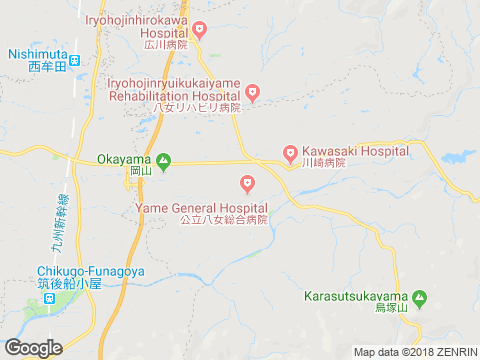 Iryohojinhirokawa
Hospital
広川病院
Nishimuta
西牟田
Iryohojinryuikukaiyame
Rehabilitation Hospital
八女リハビリ病院
Kawasaki Hospital
川崎病院
Okayama
岡山
Yame General Hospital
公立八女総合病院
九州新幹線
Chikugo-Funagoya
筑後船小屋
Karasutsukayama
烏塚山
Google
Map data ©2018 ZENRIN